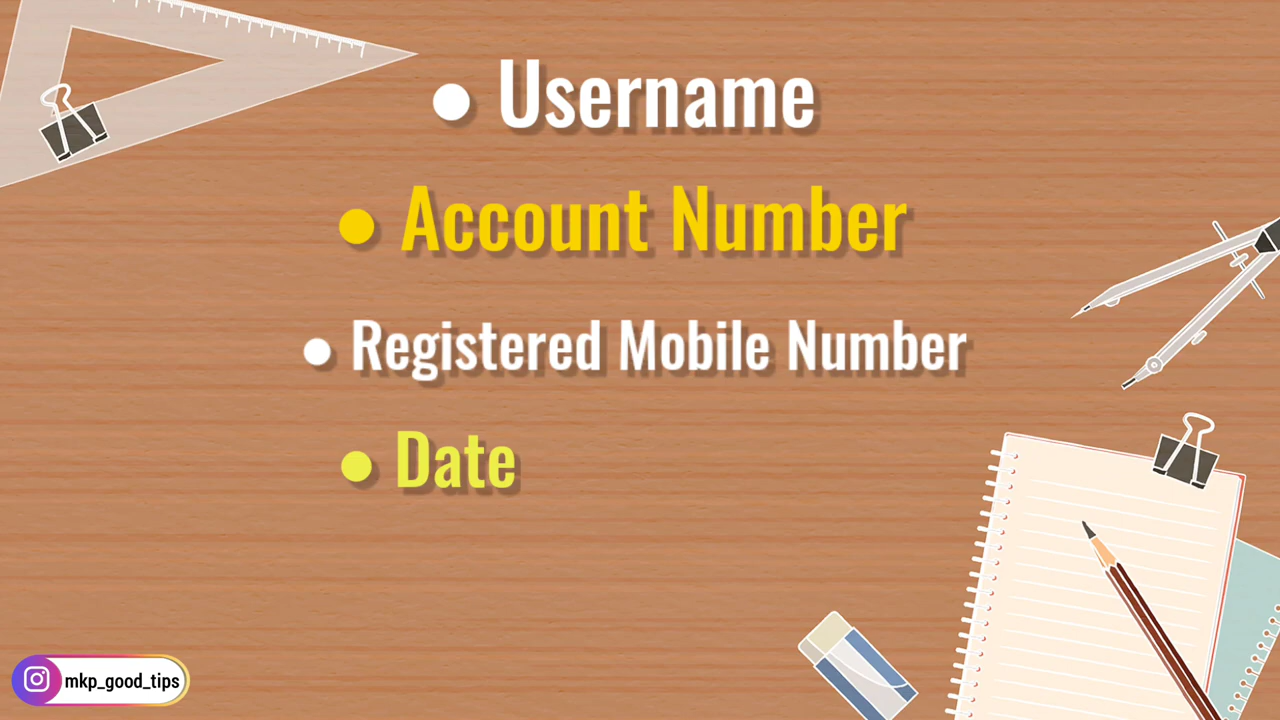 • Username
• Account Number
• Registered Mobile Number
• Date
mkp_good_tips